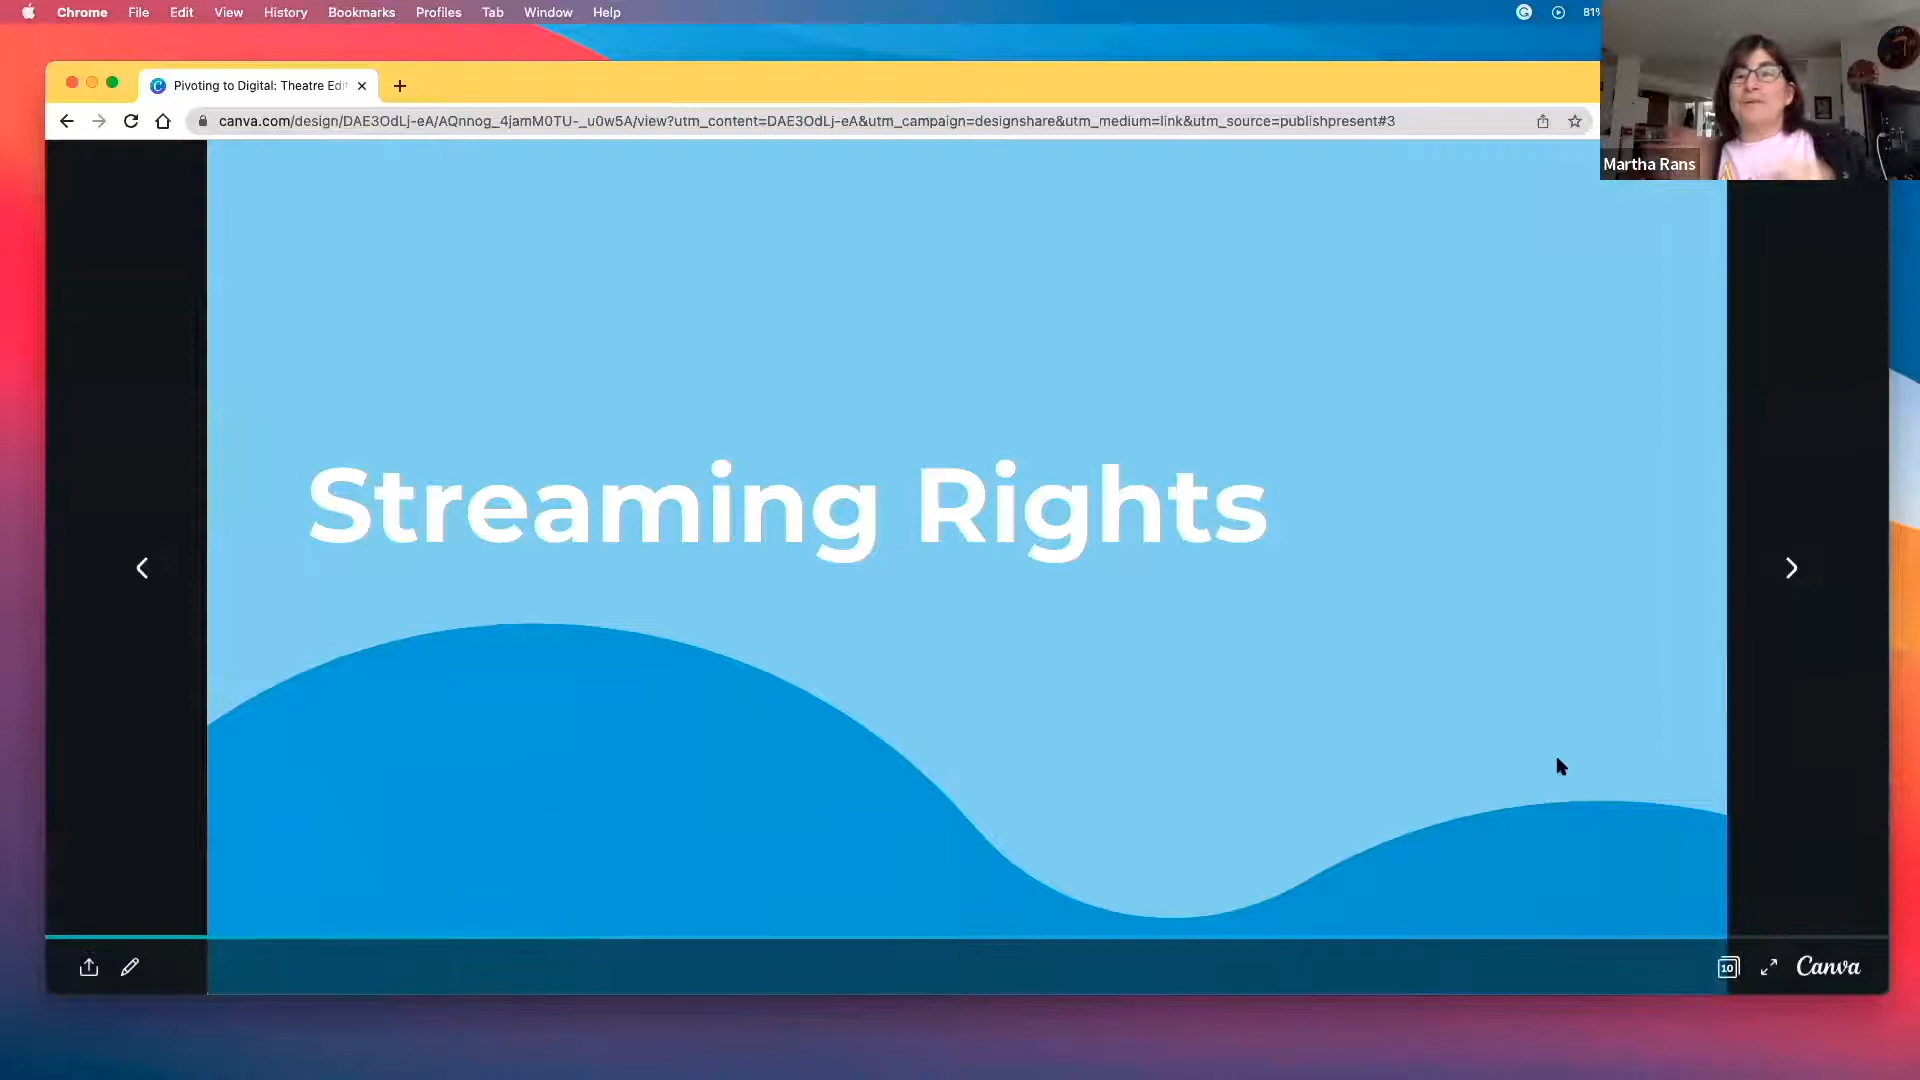 Chrome File Edit View History Bookmarks Profiles Tab Window Help
81%
Pivoting to Digital: Theatre Edi
canva.com/design/DAE3OdLj-eA/AQnnog_4jamM0TU-_u0w5A/view?utm_content=DAE3OdLj-eA&utm_campaign=designshare&utm_medium=link&utm_source=publishpresent#3
Martha Rans
Streaming Rights
10
Canva